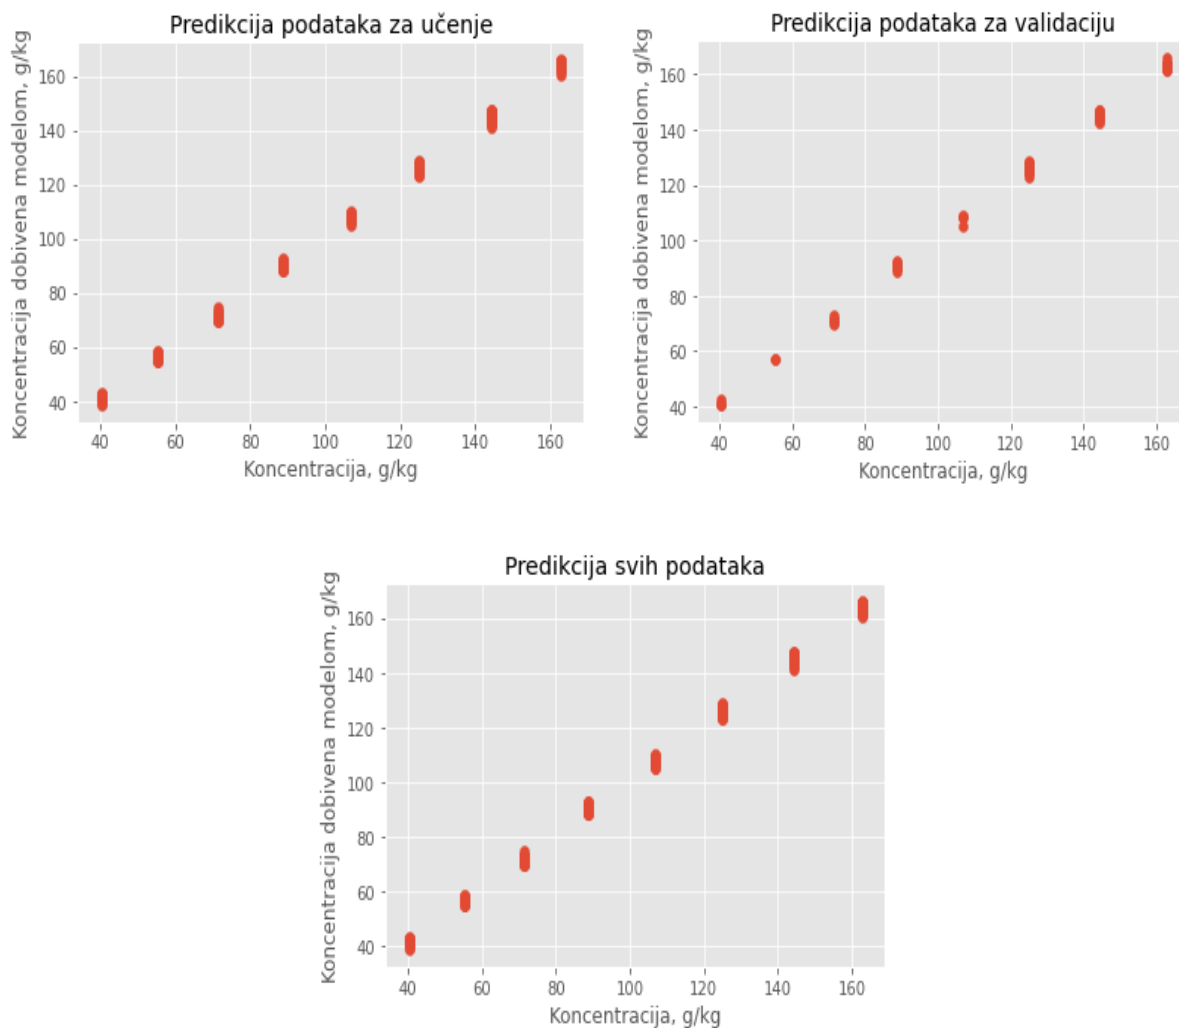 Predikcija podataka za učenje
Koncentracija dobivena modelom, g/kg
160
140
120
100
80
60
40
40 60 80 100 120 140 160
Koncentracija, g/kg
Predikcija podataka za validaciju
Koncentracija dobivena modelom, g/kg
160
140
120
100
80
60
40
40 60 80 100 120 140 160
Koncentracija, g/kg
Predikcija svih podataka
Koncentracija dobivena modelom, g/kg
160
140
120
100
80
60
40
40 60 80 100 120 140 160
Koncentracija, g/kg